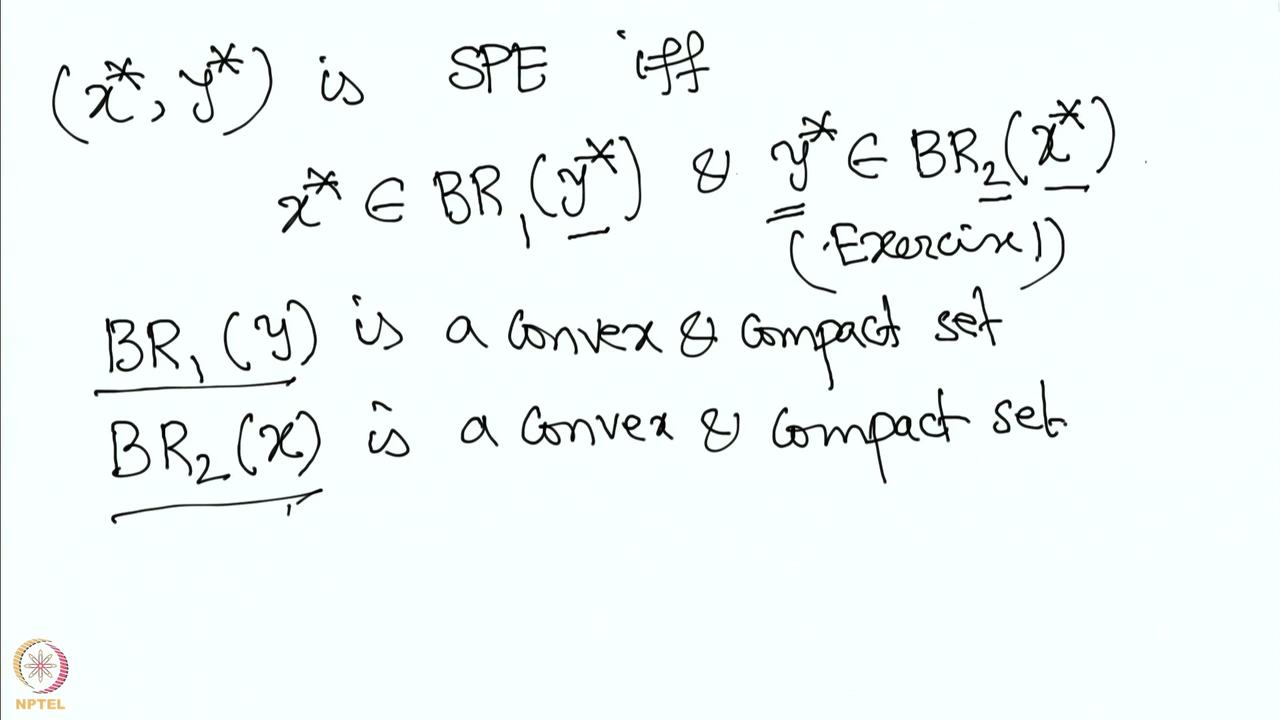 (x*, y*) is SPE iff
x* ∈ BR₁(y*) & y* ∈ BR₂(x*)
(Exercise!)
BR₁(y) is a convex & compact set
BR₂(x) is a convex & compact set
NPTEL